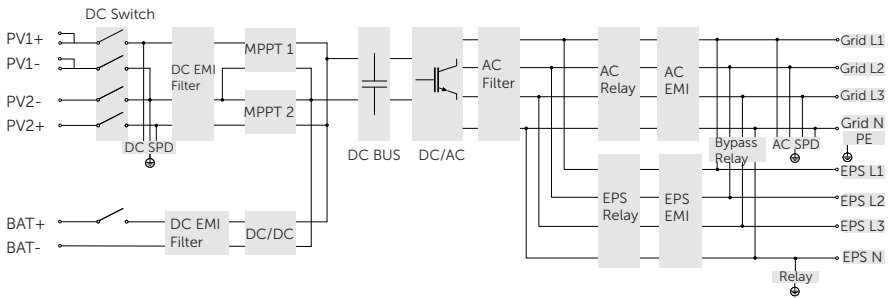 DC Switch
PV1+
PV1-
PV2-
PV2+
DC EMI
Filter
MPPT 1
MPPT 2
DC SPD
DC BUS
DC/AC
AC
Filter
AC
Relay
AC
EMI
Grid L1
Grid L2
Grid L3
Grid N
PE
Bypass
Relay
AC SPD
BAT+
BAT-
DC EMI
Filter
DC/DC
EPS
Relay
EPS
EMI
EPS L1
EPS L2
EPS L3
EPS N
Relay